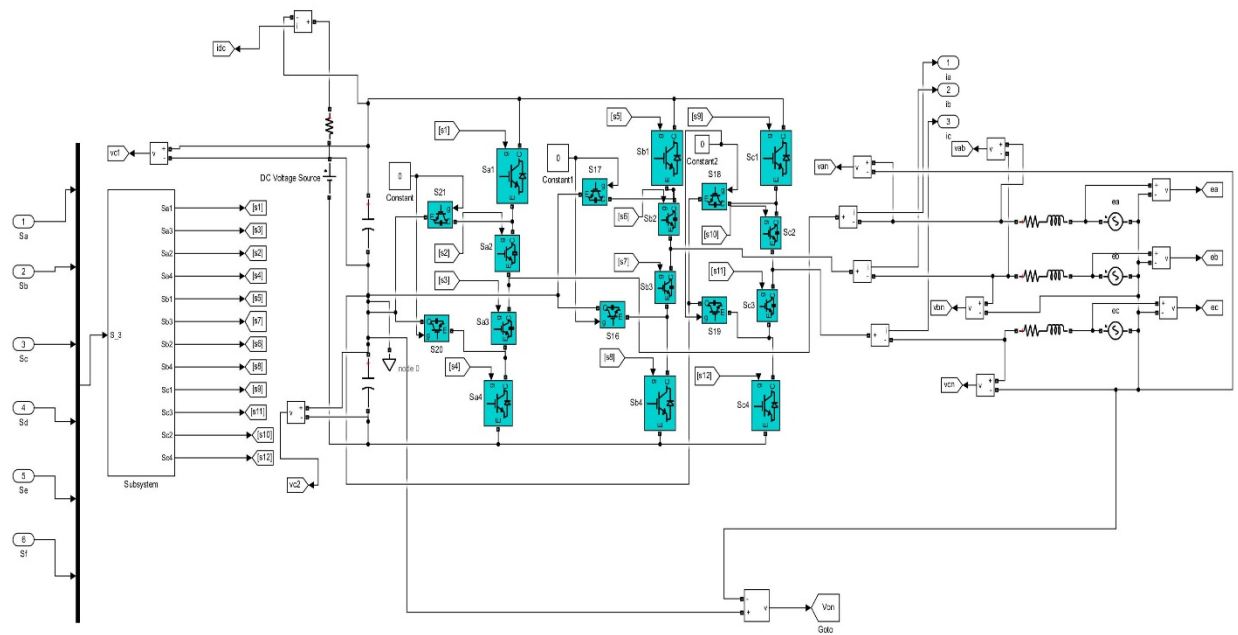 idc
vc1
DC Voltage Source
1
Sa
2
Sb
3
Sc
4
Sd
5
Se
6
Sf
S_3
Sa1
Sa3
Sa2
Sa4
Sb1
Sb3
Sb2
Sb4
Sc1
Sc3
Sc2
Sc4
Subsystem
[s1]
[s3]
[s2]
[s4]
[s5]
[s7]
[s6]
[s8]
[s9]
[s11]
[s10]
[s12]
vc2
node 0
[s1]
Sa1
0
Constant
S21
[s2]
Sa2
[s3]
Sa3
S20
[s4]
Sa4
[s5]
Sb1
0
Constant1
S17
[s6]
Sb2
[s7]
Sb3
S16
[s8]
Sb4
[s9]
Sc1
0
Constant2
S18
[s10]
Sc2
[s11]
Sc3
S19
[s12]
Sc4
1
ia
2
ib
3
ic
van
vab
vbn
vcn
ea
eb
ec
ea
eb
ec
Von
Goto